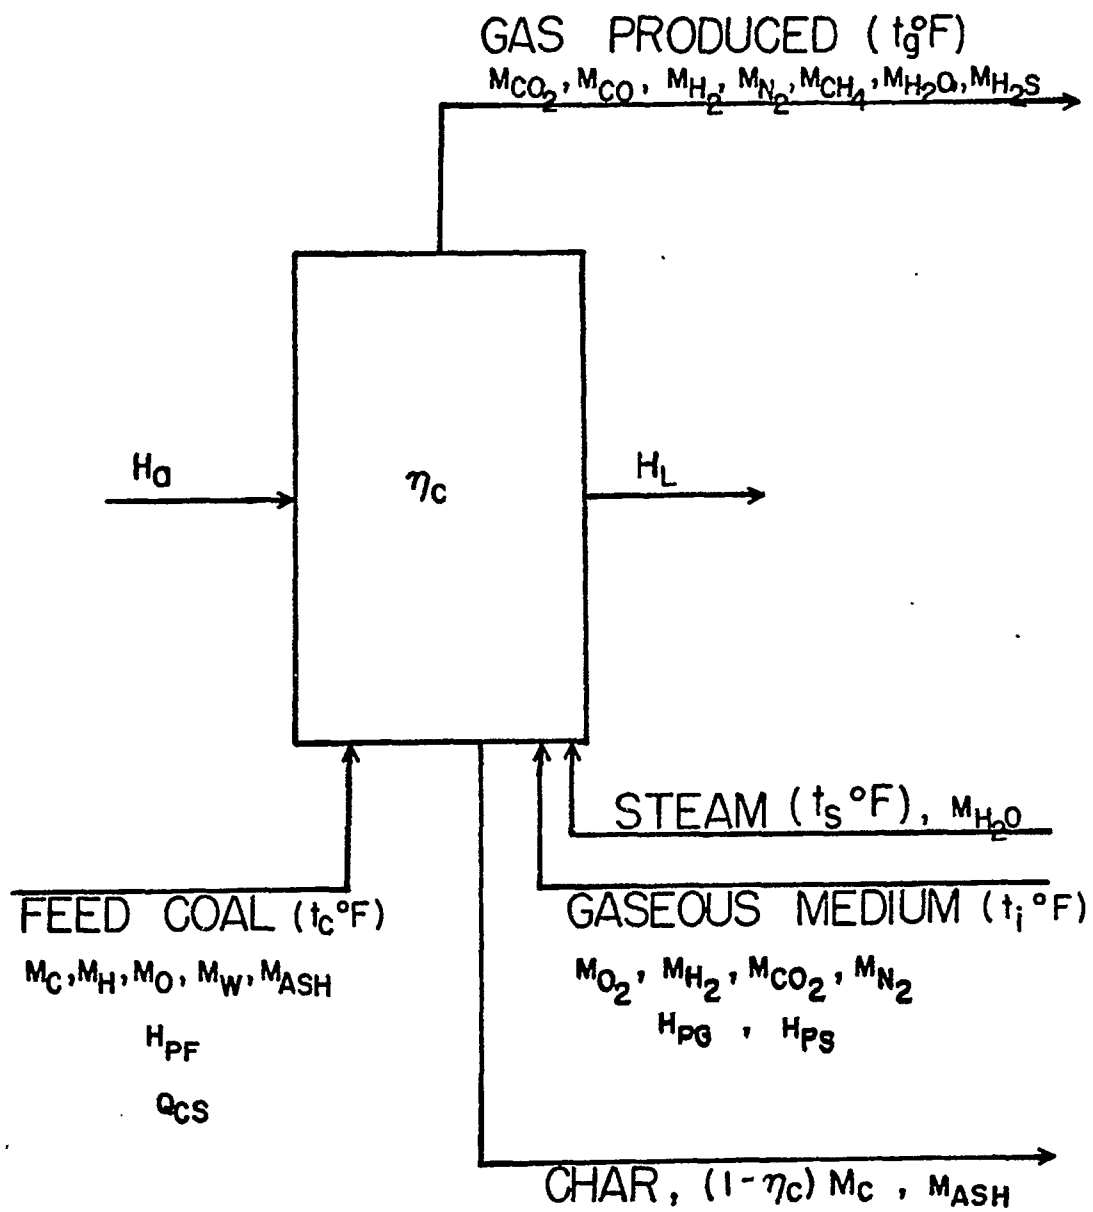 GAS PRODUCED (tg°F)
MCO2, MCO, MH2, MN2, MCH4, MH2O, MH2S
Ha
ηc
HL
STEAM (ts°F), MH2O
FEED COAL (tc°F)
MC, MH, MO, MW, MASH
HPF
QCS
GASEOUS MEDIUM (ti°F)
MO2, MH2, MCO2, MN2
HPG, HPS
CHAR, (1-ηc) MC, MASH